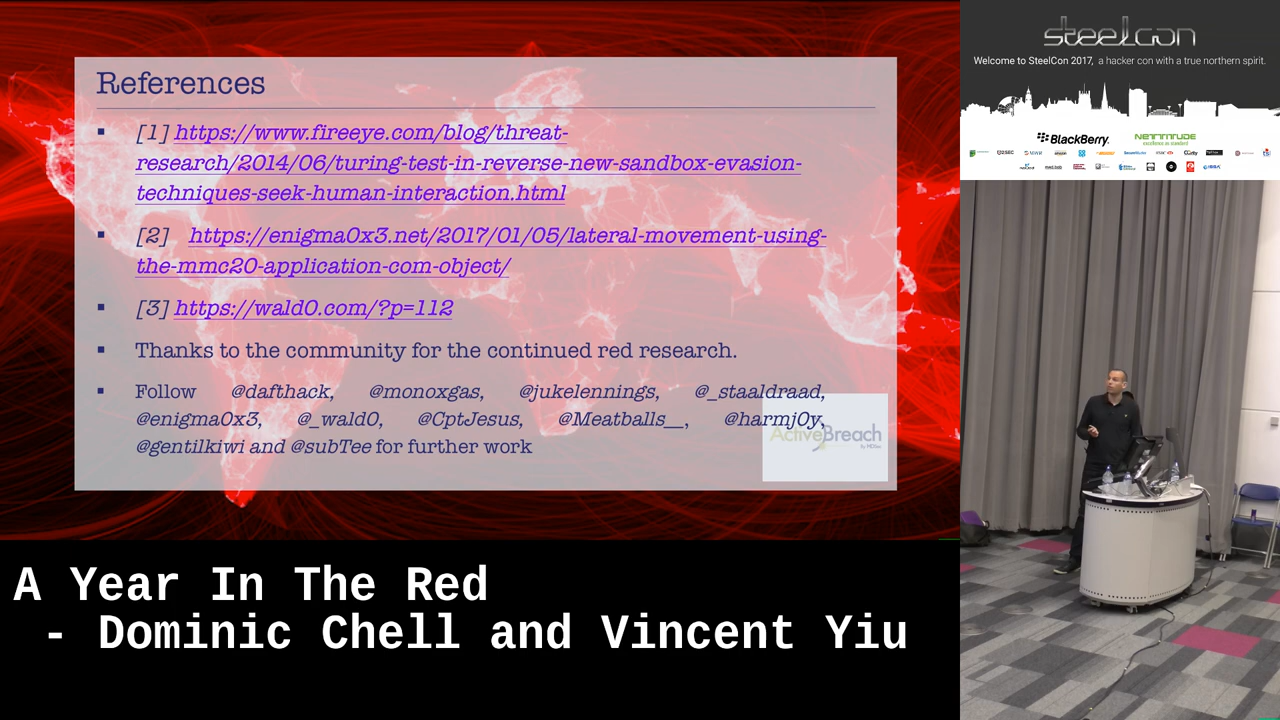 References
[1] https://www.fireeye.com/blog/threat-
research/2014/06/turing-test-in-reverse-new-sandbox-evasion-
techniques-seek-human-interaction.html
[2] https://enigma0x3.net/2017/01/05/lateral-movement-using-
the-mmc20-application-com-object/
[3] https://wald0.com/?p=112
Thanks to the community for the continued red research.
Follow @dafthack, @monoxgas, @jukelennings, @_staaldraad,
@enigma0x3, @_wald0, @CptJesus, @Meatballs__, @harmj0y,
@gentilkiwi and @subTee for further work
ActiveBreach
by MDSec
A Year In The Red
- Dominic Chell and Vincent Yiu
steelcon
Welcome to SteelCon 2017, a hacker con with a true northern spirit.
BlackBerry
NETTITUDE